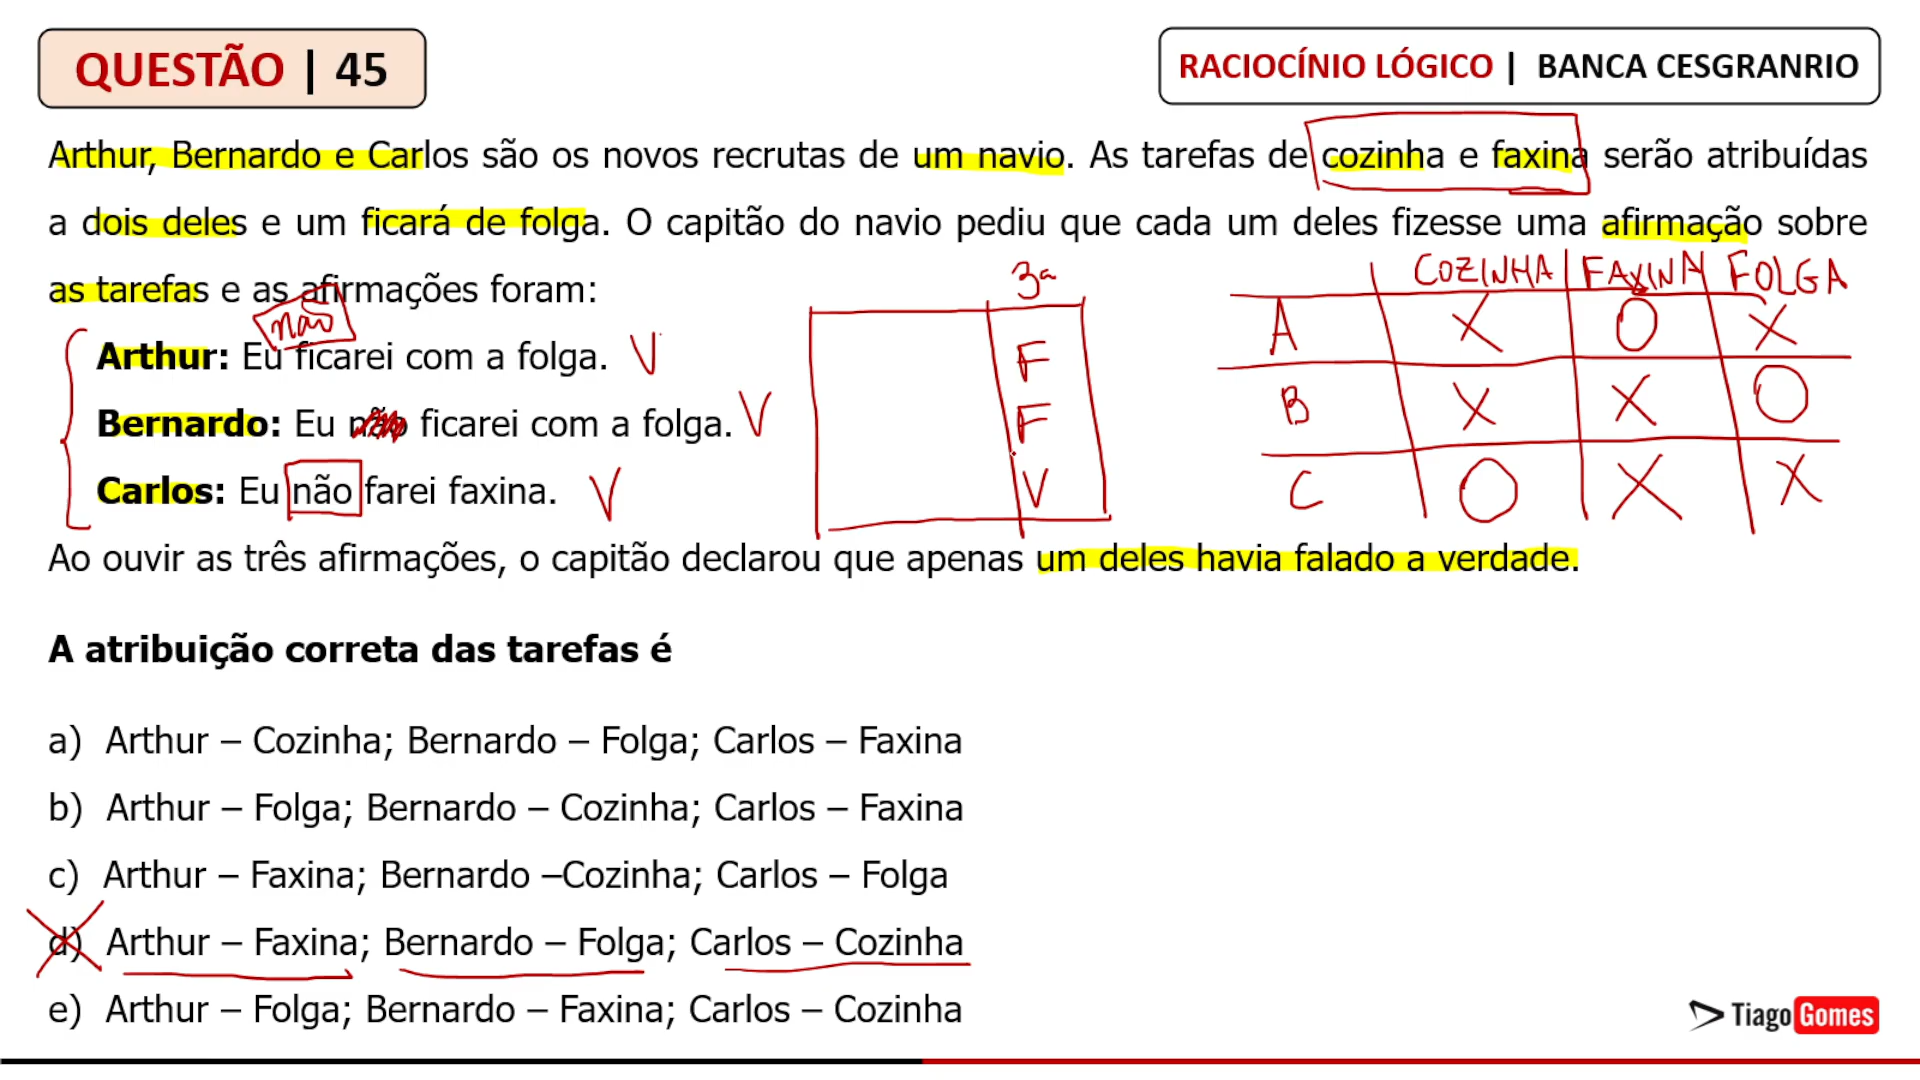 QUESTÃO | 45
RACIOCÍNIO LÓGICO | BANCA CESGRANRIO
Arthur, Bernardo e Carlos são os novos recrutas de um navio. As tarefas de cozinha e faxina serão atribuídas
a dois deles e um ficará de folga. O capitão do navio pediu que cada um deles fizesse uma afirmação sobre
as tarefas e as afirmações foram:
não
Arthur: Eu ficarei com a folga. V
Bernardo: Eu não ficarei com a folga. V
Carlos: Eu não farei faxina. V
3ª
F
F
V
COZINHA FAXINA FOLGA
A X O X
B X X O
C O X X
Ao ouvir as três afirmações, o capitão declarou que apenas um deles havia falado a verdade.
A atribuição correta das tarefas é
a) Arthur – Cozinha; Bernardo – Folga; Carlos – Faxina
b) Arthur – Folga; Bernardo – Cozinha; Carlos – Faxina
c) Arthur – Faxina; Bernardo –Cozinha; Carlos – Folga
d) Arthur – Faxina; Bernardo – Folga; Carlos – Cozinha
e) Arthur – Folga; Bernardo – Faxina; Carlos – Cozinha
Tiago Gomes